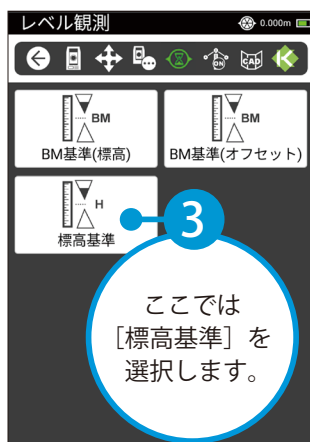 レベル観測
0.000m
ON
CAD
BM
BM基準(標高)
BM
BM基準(オフセット)
H
標高基準
3
ここでは
［標高基準］を
選択します。